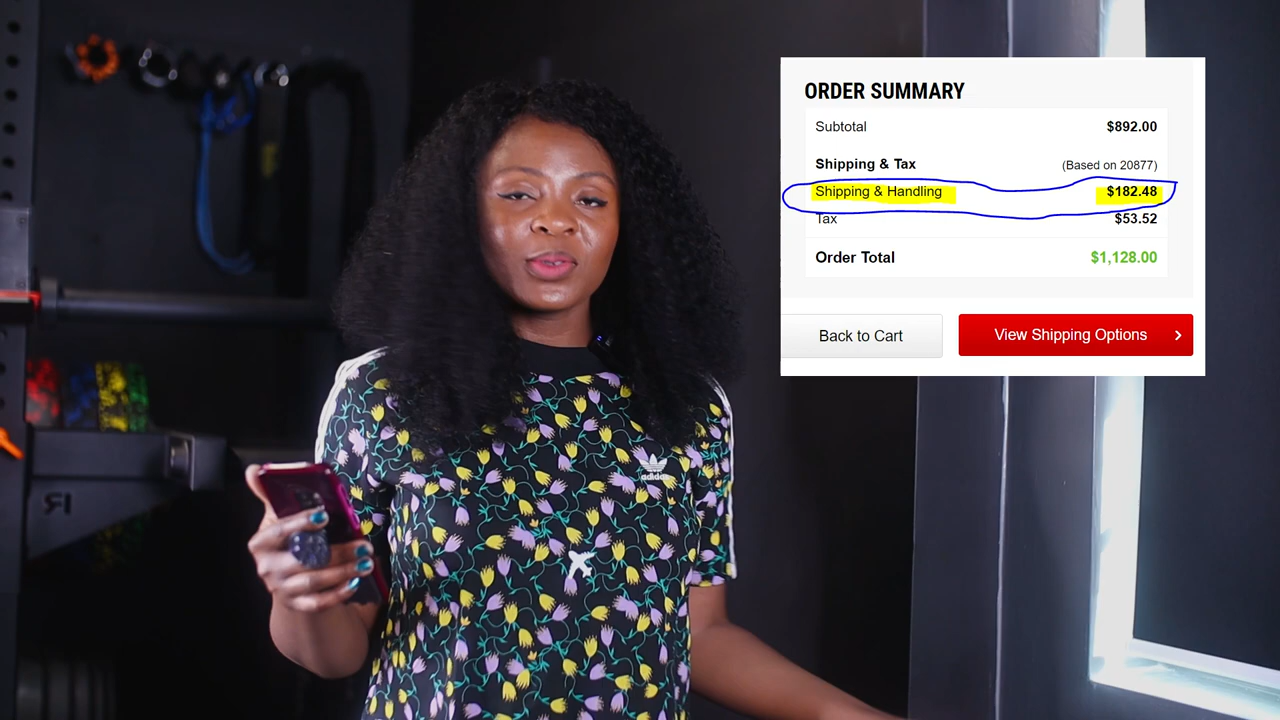 ORDER SUMMARY
Subtotal $892.00
Shipping & Tax (Based on 20877)
Shipping & Handling $182.48
Tax $53.52
Order Total $1,128.00
Back to Cart View Shipping Options
adidas